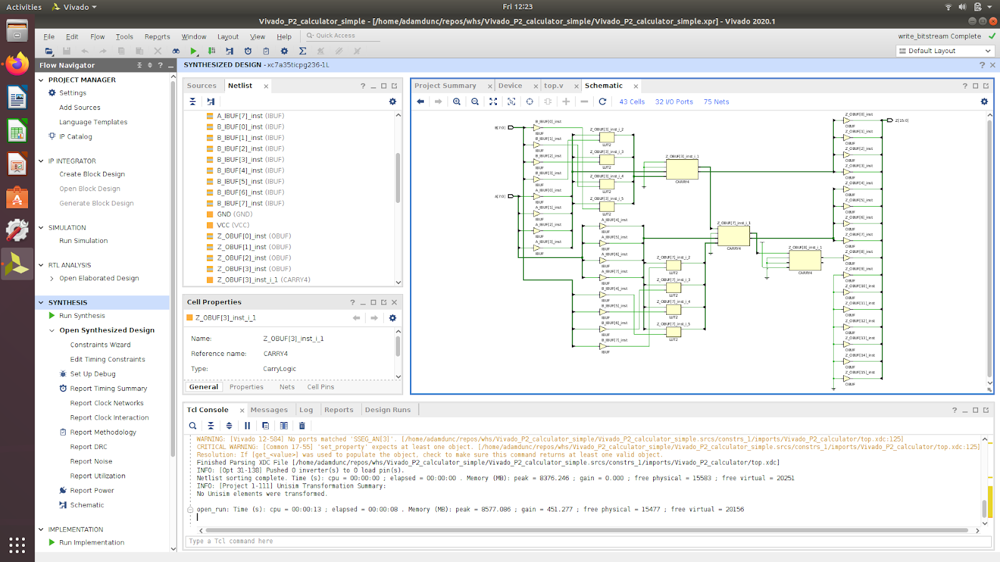 Activities
Vivado
Fri 12:23
Vivado_P2_calculator_simple - [/home/adamdunc/repos/whs/Vivado_P2_calculator_simple/Vivado_P2_calculator_simple.xpr] - Vivado 2020.1
File Edit Flow Tools Reports Window Layout View Help
Quick Access
write_bitstream Complete
Default Layout
Flow Navigator
PROJECT MANAGER
Settings
Add Sources
Language Templates
IP Catalog
IP INTEGRATOR
Create Block Design
Open Block Design
Generate Block Design
SIMULATION
Run Simulation
RTL ANALYSIS
Open Elaborated Design
SYNTHESIS
Run Synthesis
Open Synthesized Design
Constraints Wizard
Edit Timing Constraints
Set Up Debug
Report Timing Summary
Report Clock Networks
Report Clock Interaction
Report Methodology
Report DRC
Report Noise
Report Utilization
Report Power
Schematic
IMPLEMENTATION
Run Implementation
SYNTHESIZED DESIGN - xc7a35ticpg236-1L
Sources Netlist
A_IBUF[7]_inst (IBUF)
B_IBUF[0]_inst (IBUF)
B_IBUF[1]_inst (IBUF)
B_IBUF[2]_inst (IBUF)
B_IBUF[3]_inst (IBUF)
B_IBUF[4]_inst (IBUF)
B_IBUF[5]_inst (IBUF)
B_IBUF[6]_inst (IBUF)
B_IBUF[7]_inst (IBUF)
GND (GND)
VCC (VCC)
Z_OBUF[0]_inst (OBUF)
Z_OBUF[1]_inst (OBUF)
Z_OBUF[2]_inst (OBUF)
Z_OBUF[3]_inst (OBUF)
Z_OBUF[3]_inst_i_1 (CARRY4)
Cell Properties
Z_OBUF[3]_inst_i_1
Name: Z_OBUF[3]_inst_i_1
Reference name: CARRY4
Type: CarryLogic
General Properties Nets Cell Pins
Project Summary Device top.v Schematic
43 Cells 32 I/O Ports 75 Nets
B[7:0]
A[7:0]
B_IBUF[0]_inst
IBUF
B_IBUF[1]_inst
IBUF
B_IBUF[2]_inst
IBUF
B_IBUF[3]_inst
IBUF
A_IBUF[0]_inst
IBUF
A_IBUF[1]_inst
IBUF
A_IBUF[2]_inst
IBUF
A_IBUF[3]_inst
IBUF
Z_OBUF[3]_inst_i_2
LUT2
Z_OBUF[3]_inst_i_3
LUT2
Z_OBUF[3]_inst_i_4
LUT2
Z_OBUF[3]_inst_i_5
LUT2
A_IBUF[4]_inst
IBUF
A_IBUF[5]_inst
IBUF
A_IBUF[6]_inst
IBUF
A_IBUF[7]_inst
IBUF
B_IBUF[4]_inst
IBUF
B_IBUF[5]_inst
IBUF
B_IBUF[6]_inst
IBUF
B_IBUF[7]_inst
IBUF
Z_OBUF[3]_inst_i_1
CARRY4
Z_OBUF[7]_inst_i_2
LUT2
Z_OBUF[7]_inst_i_3
LUT2
Z_OBUF[7]_inst_i_4
LUT2
Z_OBUF[7]_inst_i_5
LUT2
Z_OBUF[7]_inst_i_1
CARRY4
Z_OBUF[8]_inst_i_1
CARRY4
Z_OBUF[0]_inst
OBUF
Z_OBUF[1]_inst
OBUF
Z_OBUF[2]_inst
OBUF
Z_OBUF[3]_inst
OBUF
Z_OBUF[4]_inst
OBUF
Z_OBUF[5]_inst
OBUF
Z_OBUF[6]_inst
OBUF
Z_OBUF[7]_inst
OBUF
Z_OBUF[8]_inst
OBUF
Z_OBUF[9]_inst
OBUF
Z_OBUF[10]_inst
OBUF
Z_OBUF[11]_inst
OBUF
Z_OBUF[12]_inst
OBUF
Z_OBUF[13]_inst
OBUF
Z_OBUF[14]_inst
OBUF
Z_OBUF[15]_inst
OBUF
Z[15:0]
Tcl Console Messages Log Reports Design Runs
WARNING: [Vivado 12-584] No ports matched 'SSEG_AN[3]'. [/home/adamdunc/repos/whs/Vivado_P2_calculator_simple/Vivado_P2_calculator_simple.srcs/constrs_1/imports/Vivado_P2_calculator/top.xdc:125]
CRITICAL WARNING: [Common 17-55] 'set_property' expects at least one object. [/home/adamdunc/repos/whs/Vivado_P2_calculator_simple/Vivado_P2_calculator_simple.srcs/constrs_1/imports/Vivado_P2_calculator/top.xdc:125]
Resolution: If [get_<value>] was used to populate the object, check to make sure this command returns at least one valid object.
Finished Parsing XDC File [/home/adamdunc/repos/whs/Vivado_P2_calculator_simple/Vivado_P2_calculator_simple.srcs/constrs_1/imports/Vivado_P2_calculator/top.xdc]
INFO: [Opt 31-138] Pushed 0 inverter(s) to 0 load pin(s).
Netlist sorting complete. Time (s): cpu = 00:00:00 ; elapsed = 00:00:00 . Memory (MB): peak = 8376.246 ; gain = 0.000 ; free physical = 15583 ; free virtual = 20251
INFO: [Project 1-111] Unisim Transformation Summary:
No Unisim elements were transformed.
open_run: Time (s): cpu = 00:00:13 ; elapsed = 00:00:08 . Memory (MB): peak = 8577.086 ; gain = 451.277 ; free physical = 15477 ; free virtual = 20156
Type a Tcl command here